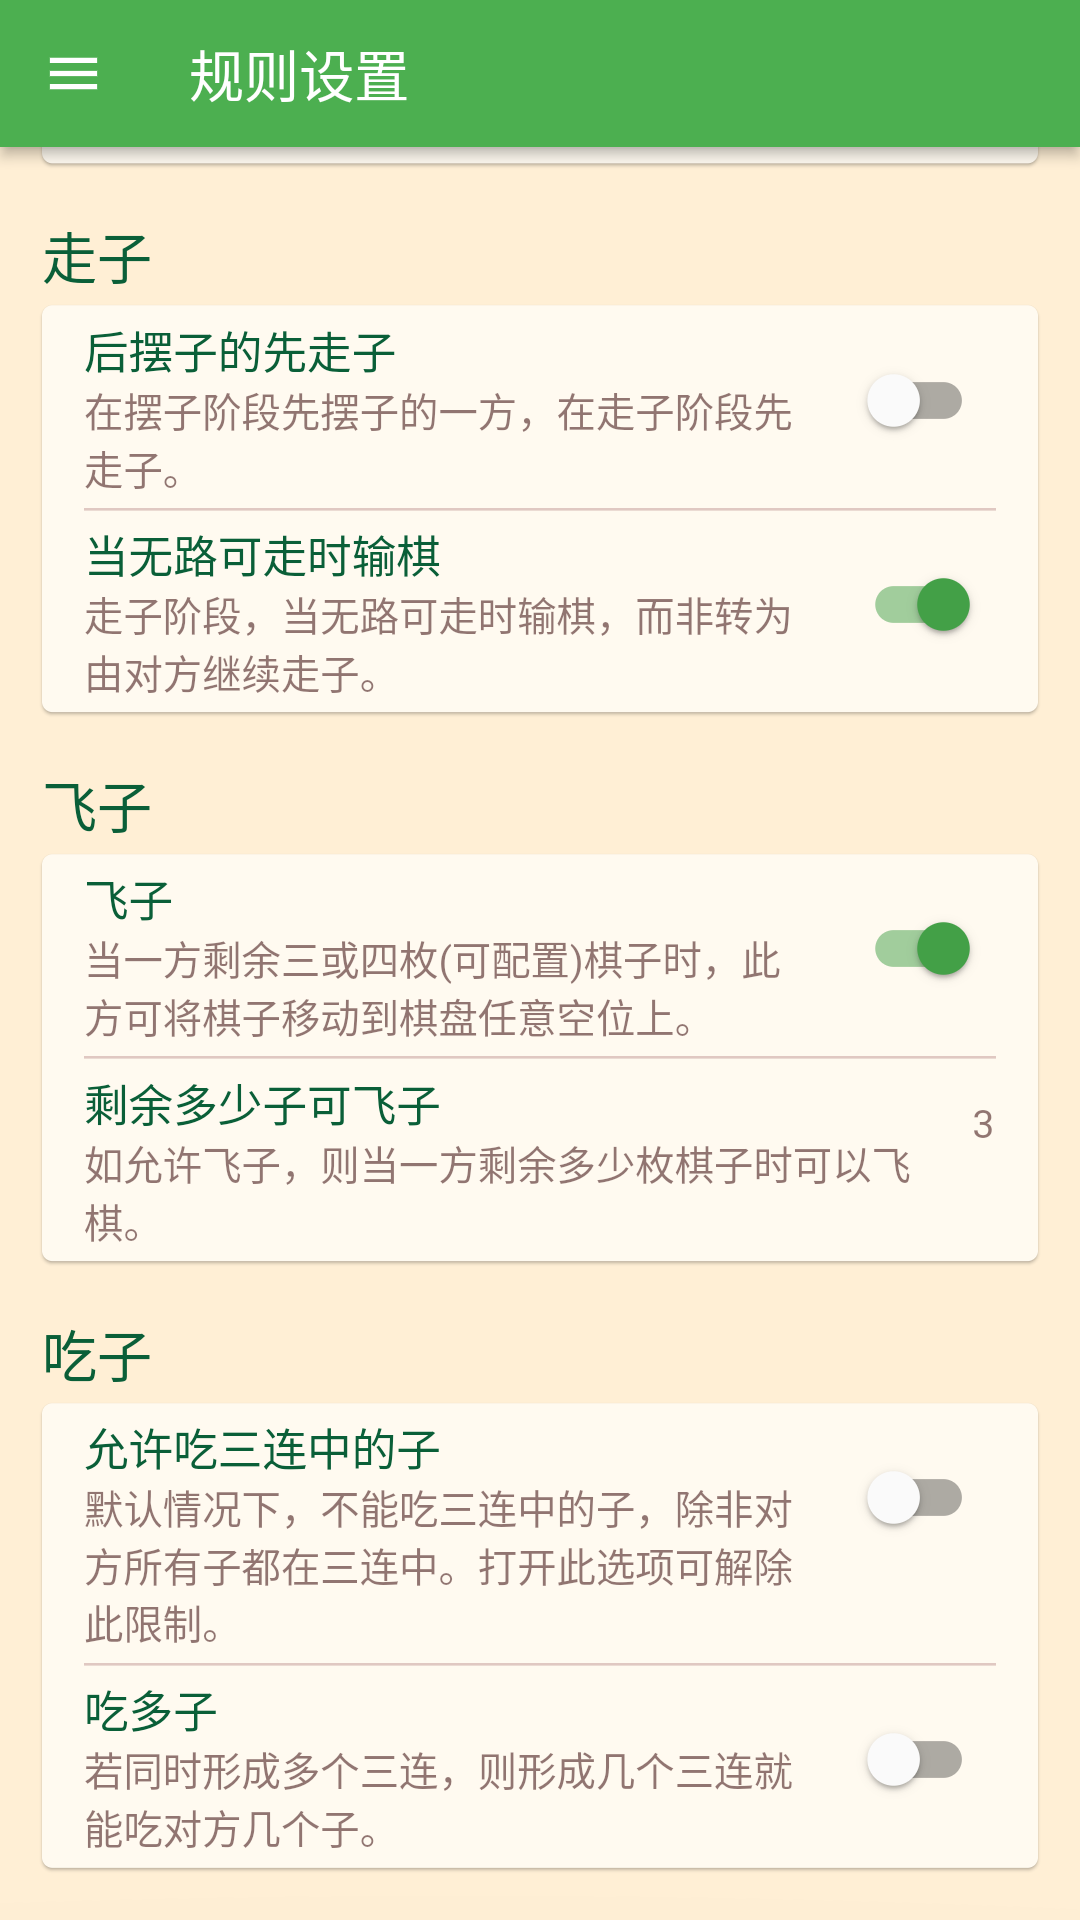 规则设置
走子
后摆子的先走子
在摆子阶段先摆子的一方，在走子阶段先
走子。
当无路可走时输棋
走子阶段，当无路可走时输棋，而非转为
由对方继续走子。
飞子
飞子
当一方剩余三或四枚(可配置)棋子时，此
方可将棋子移动到棋盘任意空位上。
剩余多少子可飞子
3
如允许飞子，则当一方剩余多少枚棋子时可以飞
棋。
吃子
允许吃三连中的子
默认情况下，不能吃三连中的子，除非对
方所有子都在三连中。打开此选项可解除
此限制。
吃多子
若同时形成多个三连，则形成几个三连就
能吃对方几个子。